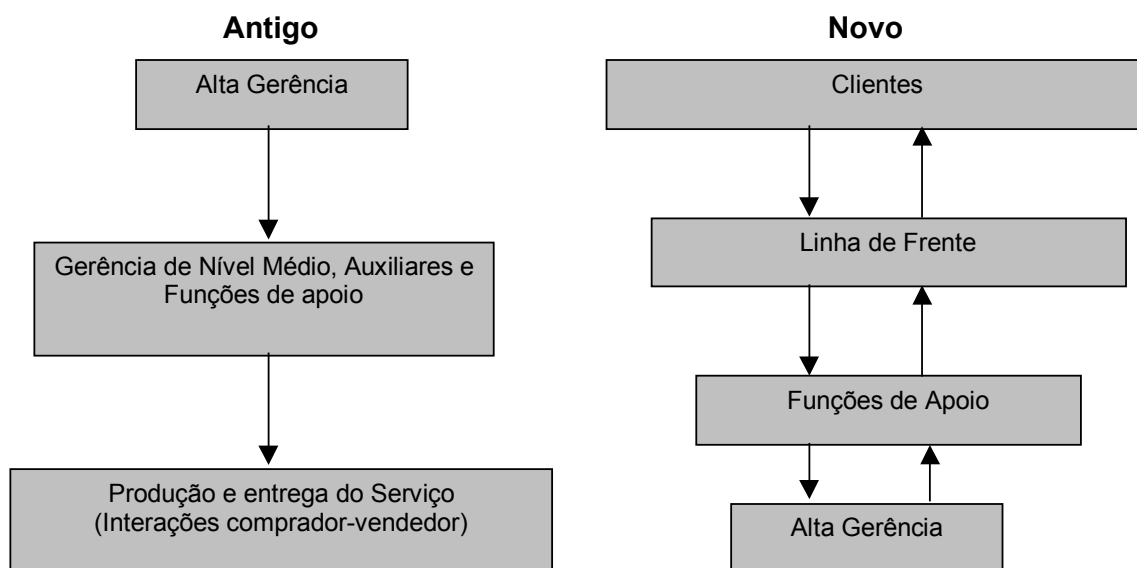 Antigo
Alta Gerência
Gerência de Nível Médio, Auxiliares e
Funções de apoio
Produção e entrega do Serviço
(Interações comprador-vendedor)
Novo
Clientes
Linha de Frente
Funções de Apoio
Alta Gerência